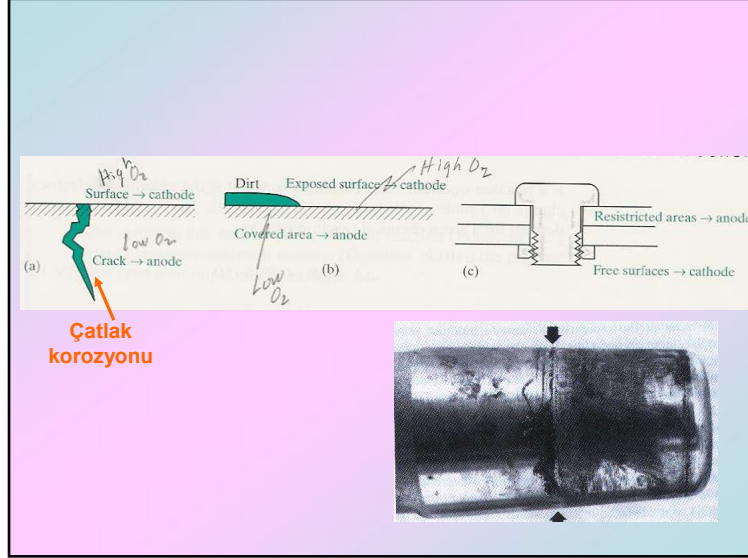 High O2
Surface → cathode
Low O2
Crack → anode
(a)
Dirt
Exposed surface → cathode
High O2
Covered area → anode
(b)
Low
O2
Resistricted areas → anode
(c)
Free surfaces → cathode
Çatlak
korozyonu